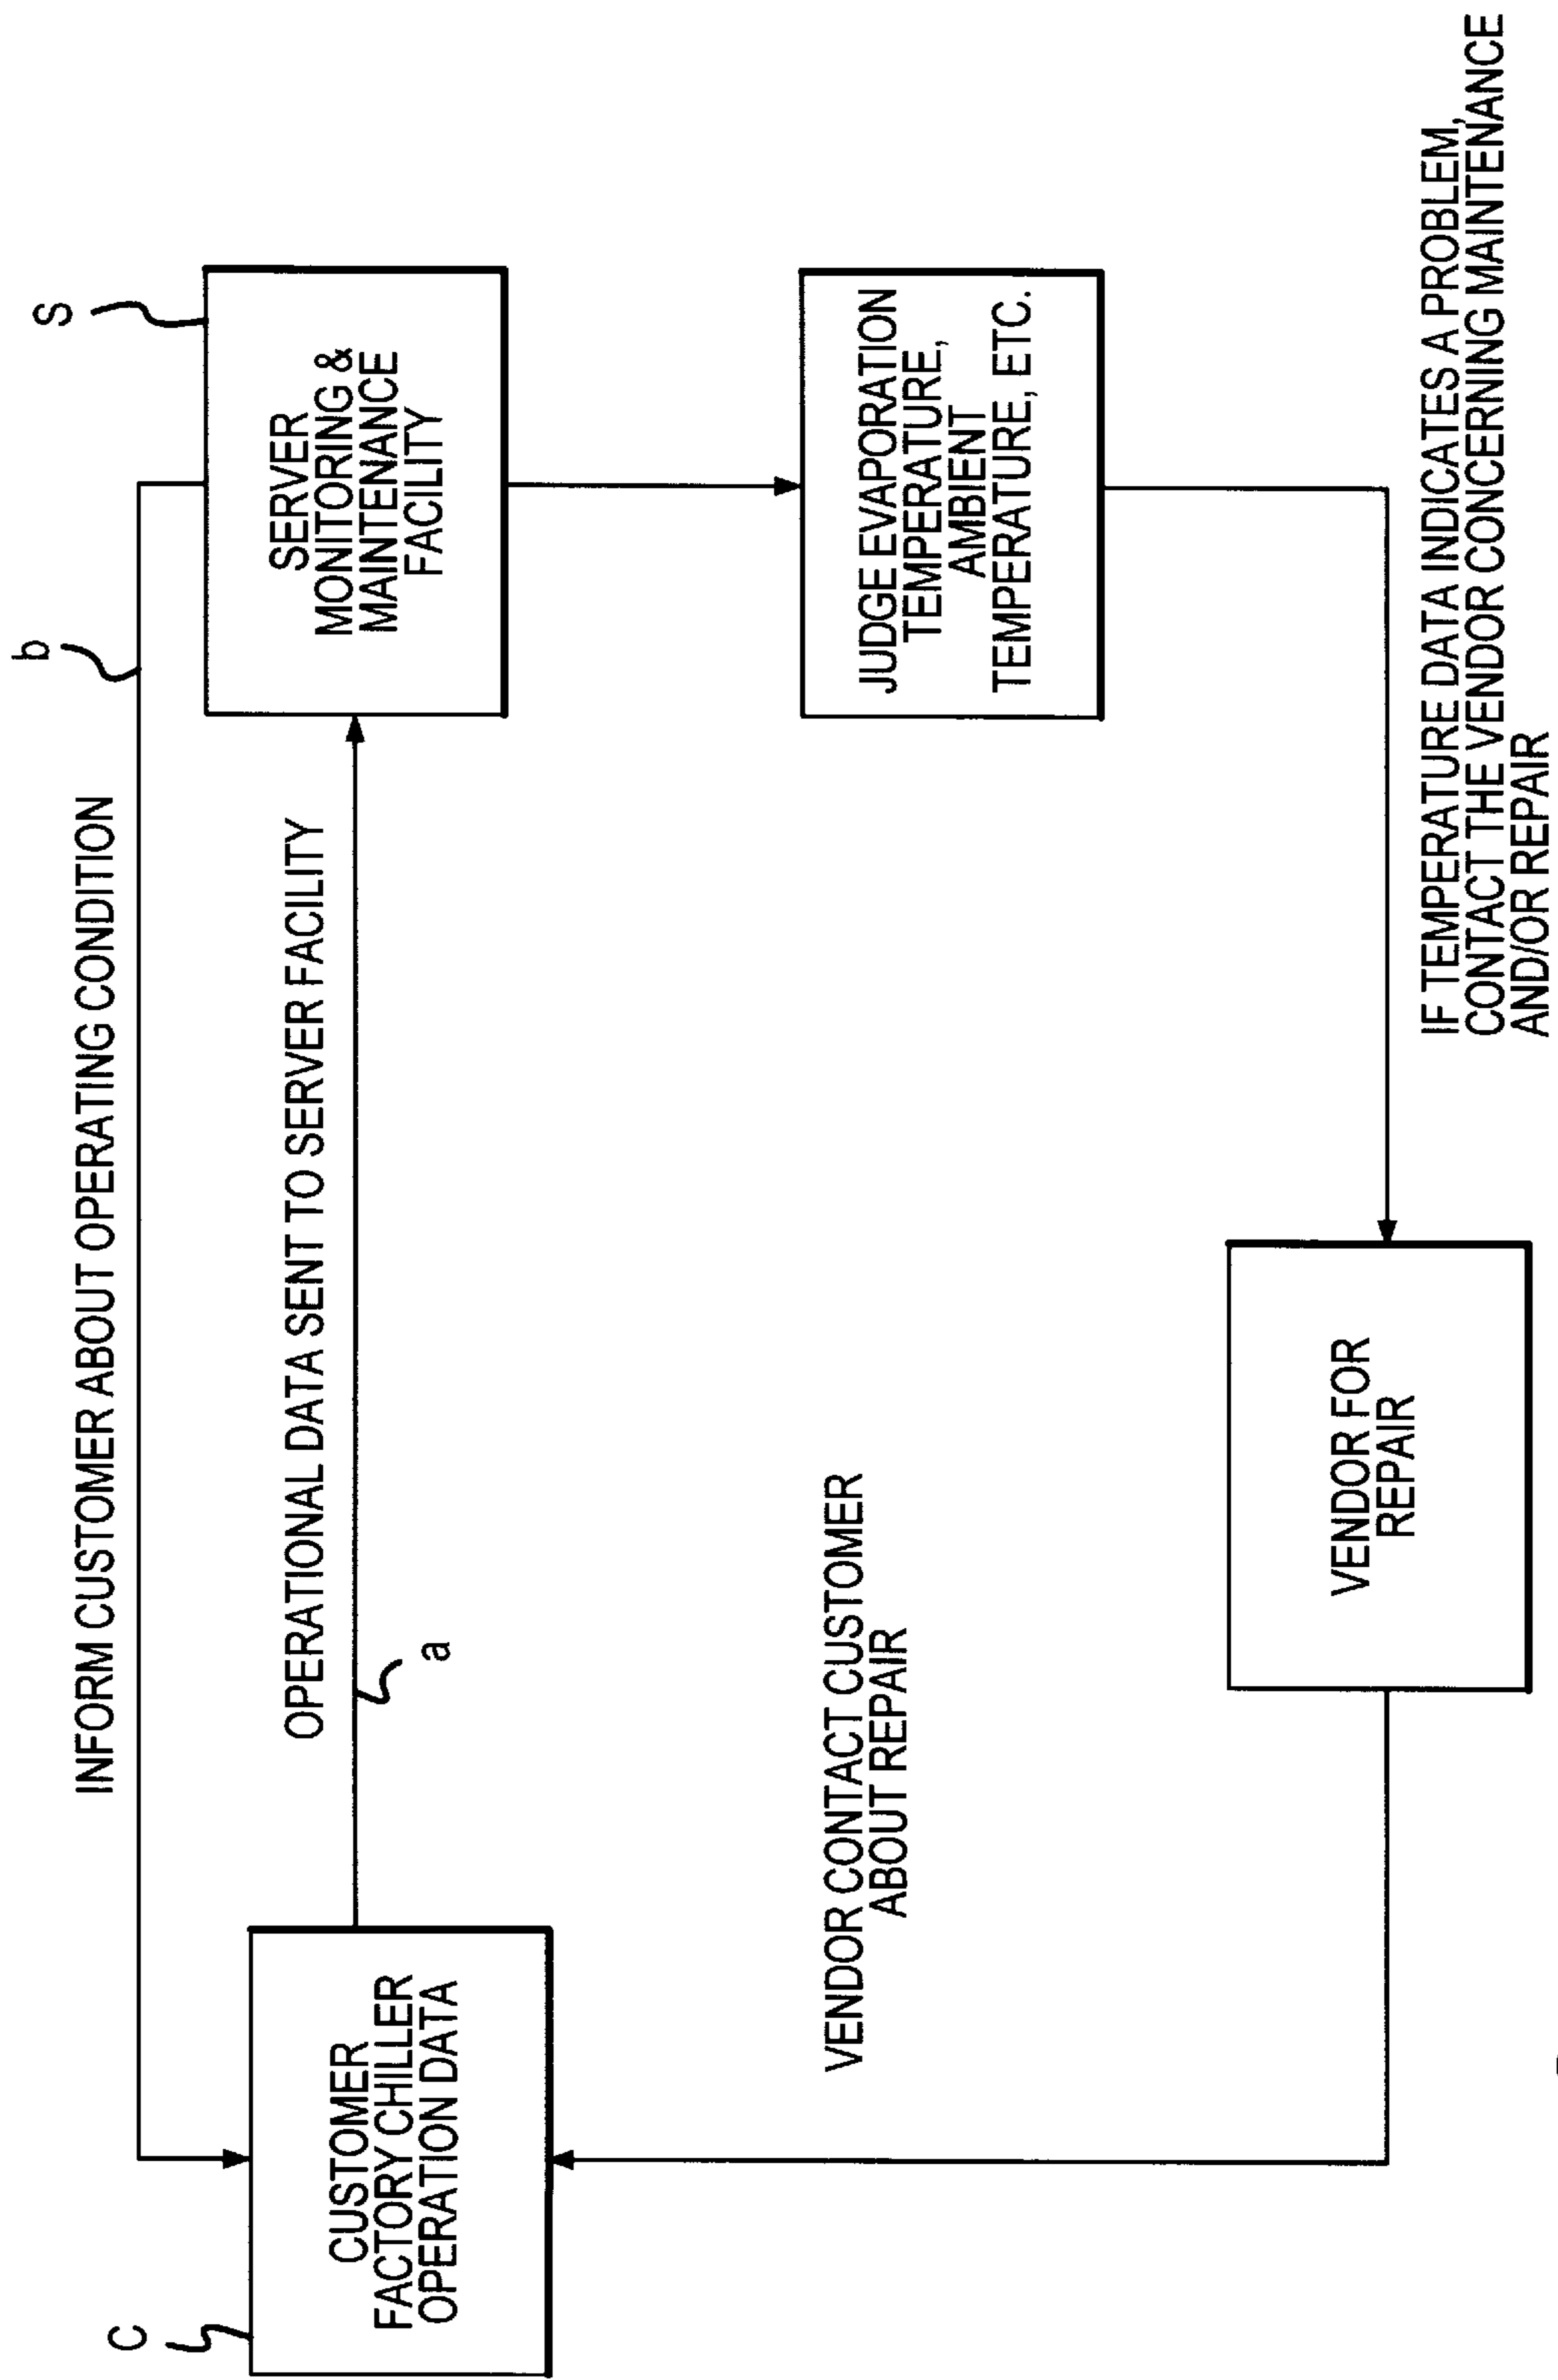 INFORM CUSTOMER ABOUT OPERATING CONDITION
b
S
C
CUSTOMER
FACTORY CHILLER
OPERATION DATA
OPERATIONAL DATA SENT TO SERVER FACILITY
a
SERVER
MONITORING &
MAINTENANCE
FACILITY
VENDOR CONTACT CUSTOMER
ABOUT REPAIR
JUDGE EVAPORATION
TEMPERATURE,
AMBIENT
TEMPERATURE, ETC.
VENDOR FOR
REPAIR
IF TEMPERATURE DATA INDICATES A PROBLEM,
CONTACT THE VENDOR CONCERNING MAINTENANCE
AND/OR REPAIR